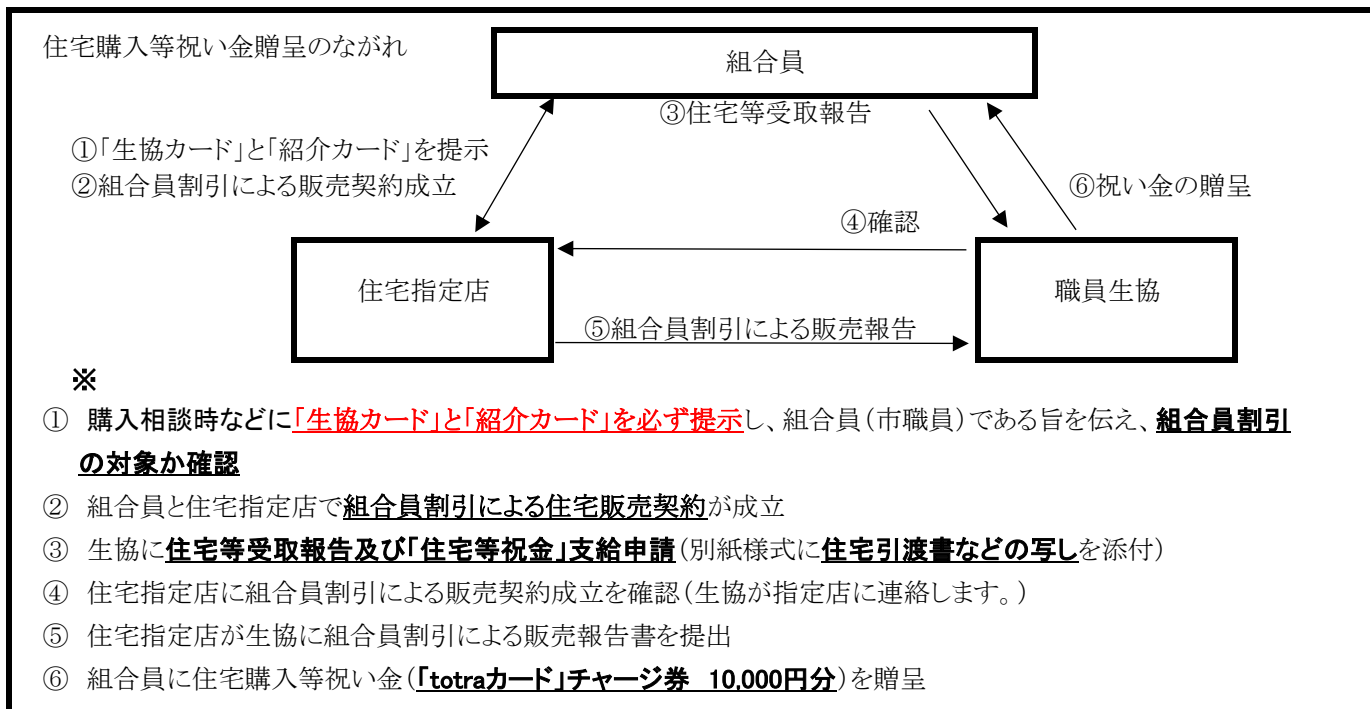 住宅購入等祝い金贈呈のながれ
組合員
③住宅等受取報告
①「生協カード」と「紹介カード」を提示
②組合員割引による販売契約成立
⑥祝い金の贈呈
④確認
住宅指定店
職員生協
⑤組合員割引による販売報告
※
① 購入相談時などに「生協カード」と「紹介カード」を必ず提示し、組合員(市職員)である旨を伝え、組合員割引
の対象か確認
② 組合員と住宅指定店で組合員割引による住宅販売契約が成立
③ 生協に住宅等受取報告及び「住宅等祝金」支給申請(別紙様式に住宅引渡書などの写しを添付)
④ 住宅指定店に組合員割引による販売契約成立を確認(生協が指定店に連絡します。)
⑤ 住宅指定店が生協に組合員割引による販売報告書を提出
⑥ 組合員に住宅購入等祝い金(「totraカード」チャージ券 10,000円分)を贈呈